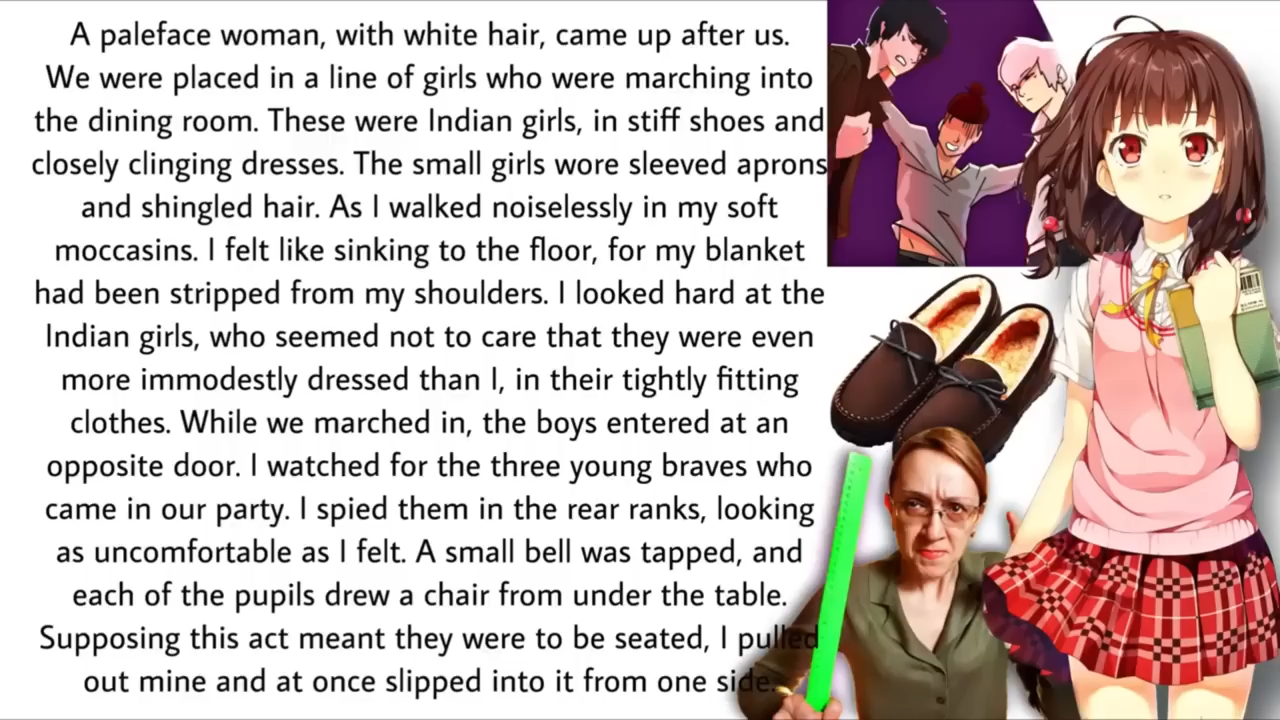 A paleface woman, with white hair, came up after us.
We were placed in a line of girls who were marching into
the dining room. These were Indian girls, in stiff shoes and
closely clinging dresses. The small girls wore sleeved aprons
and shingled hair. As I walked noiselessly in my soft
moccasins. I felt like sinking to the floor, for my blanket
had been stripped from my shoulders. I looked hard at the
Indian girls, who seemed not to care that they were even
more immodestly dressed than I, in their tightly fitting
clothes. While we marched in, the boys entered at an
opposite door. I watched for the three young braves who
came in our party. I spied them in the rear ranks, looking
as uncomfortable as I felt. A small bell was tapped, and
each of the pupils drew a chair from under the table.
Supposing this act meant they were to be seated, I pulled
out mine and at once slipped into it from one side.